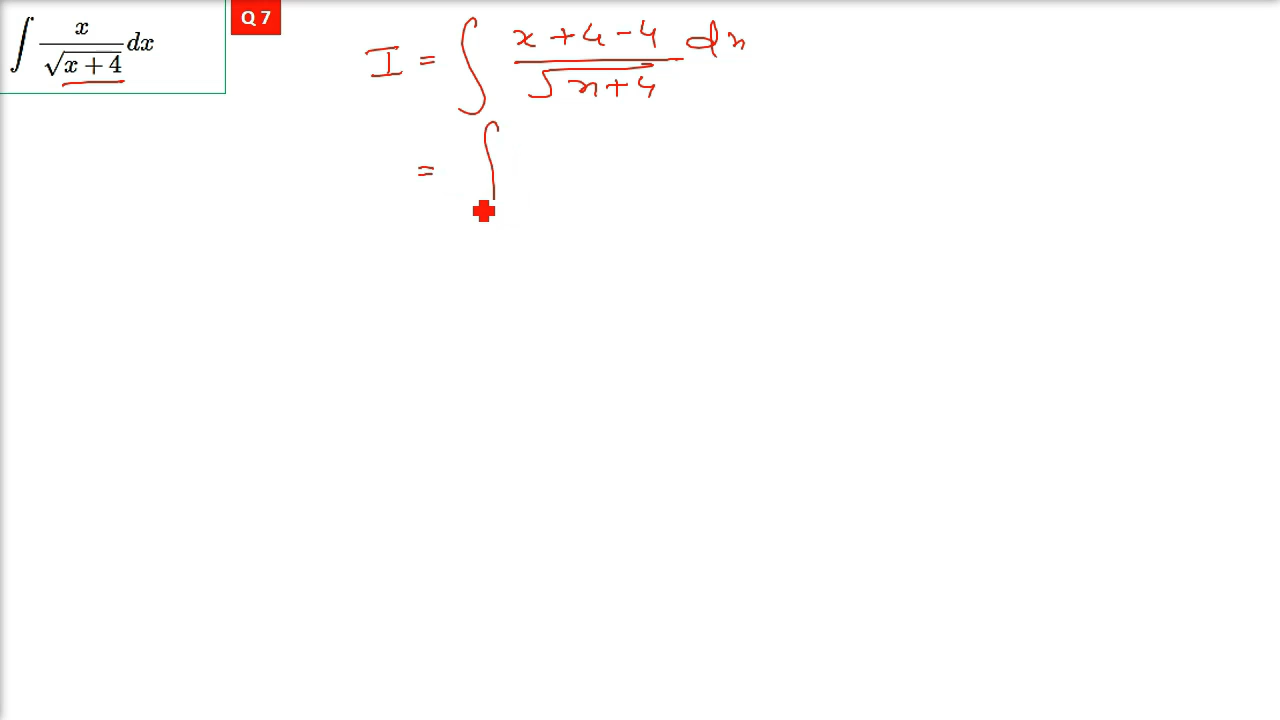 ∫ x/√(x + 4) dx
Q 7
I = ∫ (x + 4 - 4)/√(x + 4) dx
= ∫